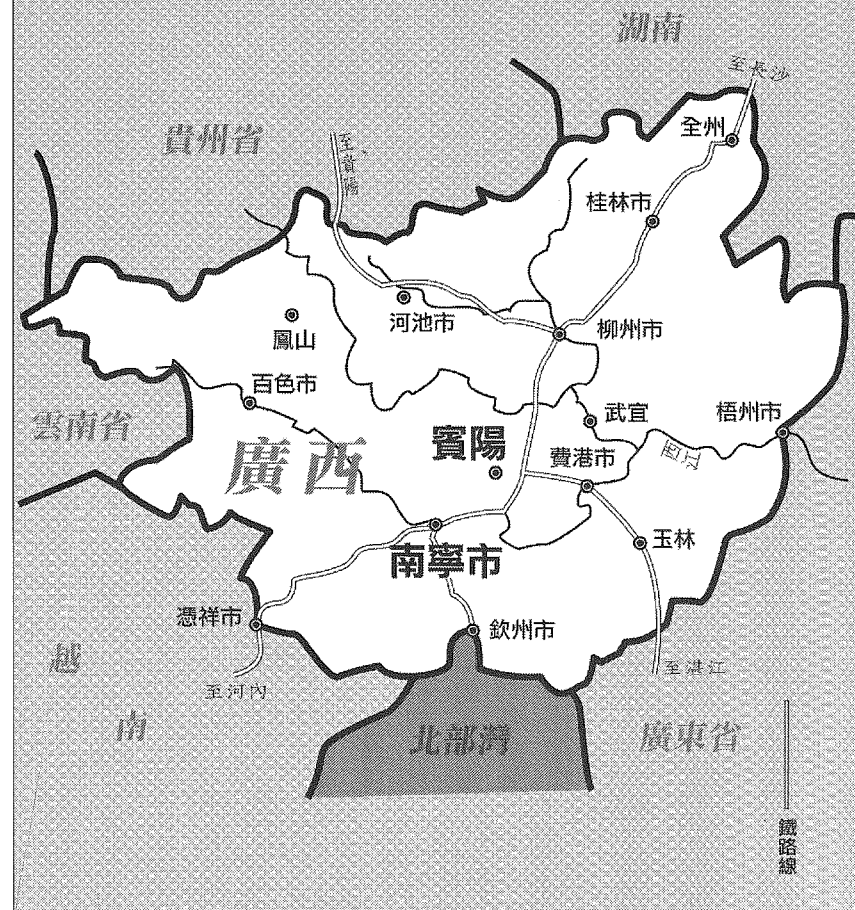 湖南
至長沙
全州
貴州省
至貴陽
桂林市
河池市
柳州市
鳳山
百色市
雲南省
廣西
賓陽
武宜
梧州市
費港市
西江
南寧市
玉林
憑祥市
欽州市
越南
至河內
至湛江
北部灣
廣東省
鐵路線